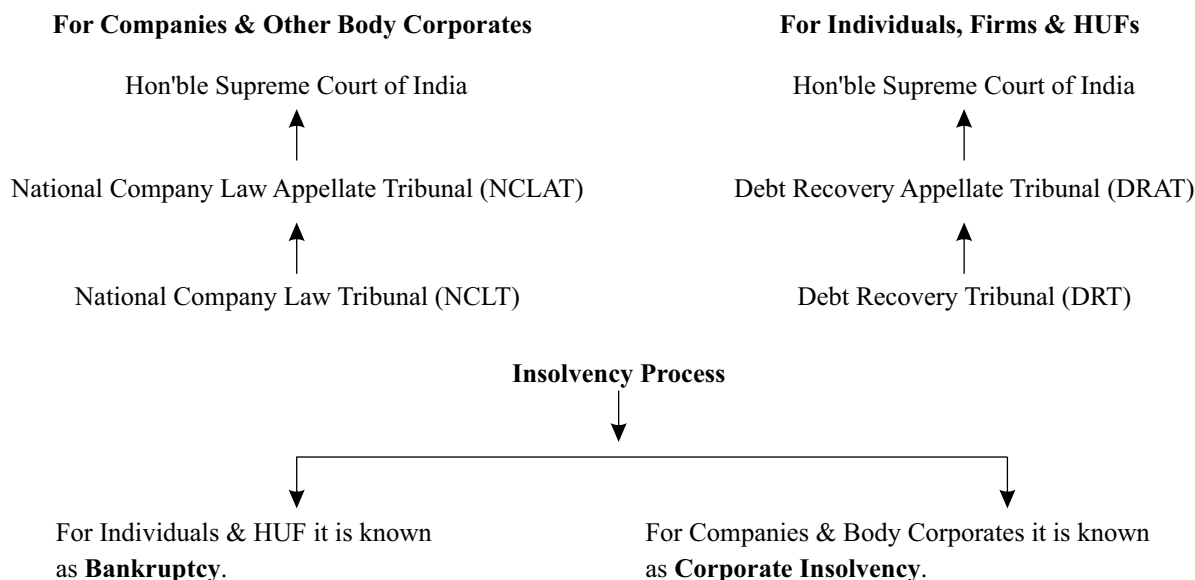 For Companies & Other Body Corporates
Hon'ble Supreme Court of India
National Company Law Appellate Tribunal (NCLAT)
National Company Law Tribunal (NCLT)
For Individuals, Firms & HUFs
Hon'ble Supreme Court of India
Debt Recovery Appellate Tribunal (DRAT)
Debt Recovery Tribunal (DRT)
Insolvency Process
For Individuals & HUF it is known
as Bankruptcy.
For Companies & Body Corporates it is known
as Corporate Insolvency.